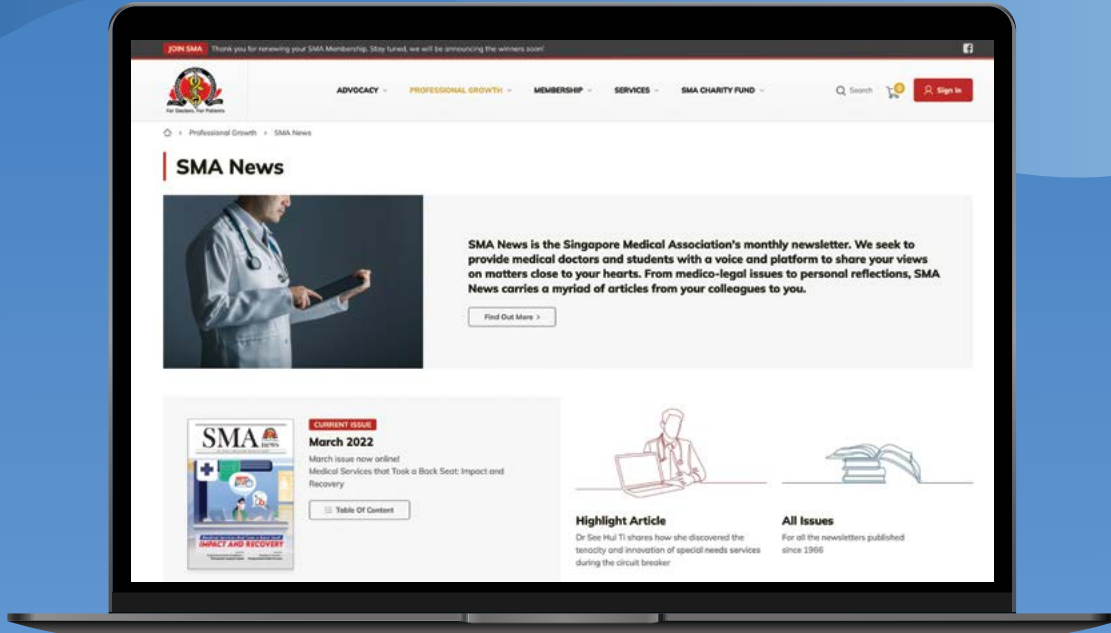 JOIN SMA Thank you for renewing your SMA Membership. Stay tuned, we will be announcing the winners soon!
For Doctors, For Patients
ADVOCACY
PROFESSIONAL GROWTH
MEMBERSHIP
SERVICES
SMA CHARITY FUND
Search
0
Sign In
> Professional Growth > SMA News
SMA News
SMA News is the Singapore Medical Association's monthly newsletter. We seek to
provide medical doctors and students with a voice and platform to share your views
on matters close to your hearts. From medico-legal issues to personal reflections, SMA
News carries a myriad of articles from your colleagues to you.
Find Out More >
SMA news
IMPACT AND RECOVERY
CURRENT ISSUE
March 2022
March issue now online!
Medical Services that Took a Back Seat: Impact and
Recovery
Table Of Content
Highlight Article
Dr See Hui Ti shares how she discovered the
tenacity and innovation of special needs services
during the circuit breaker
All Issues
For all the newsletters published
since 1966